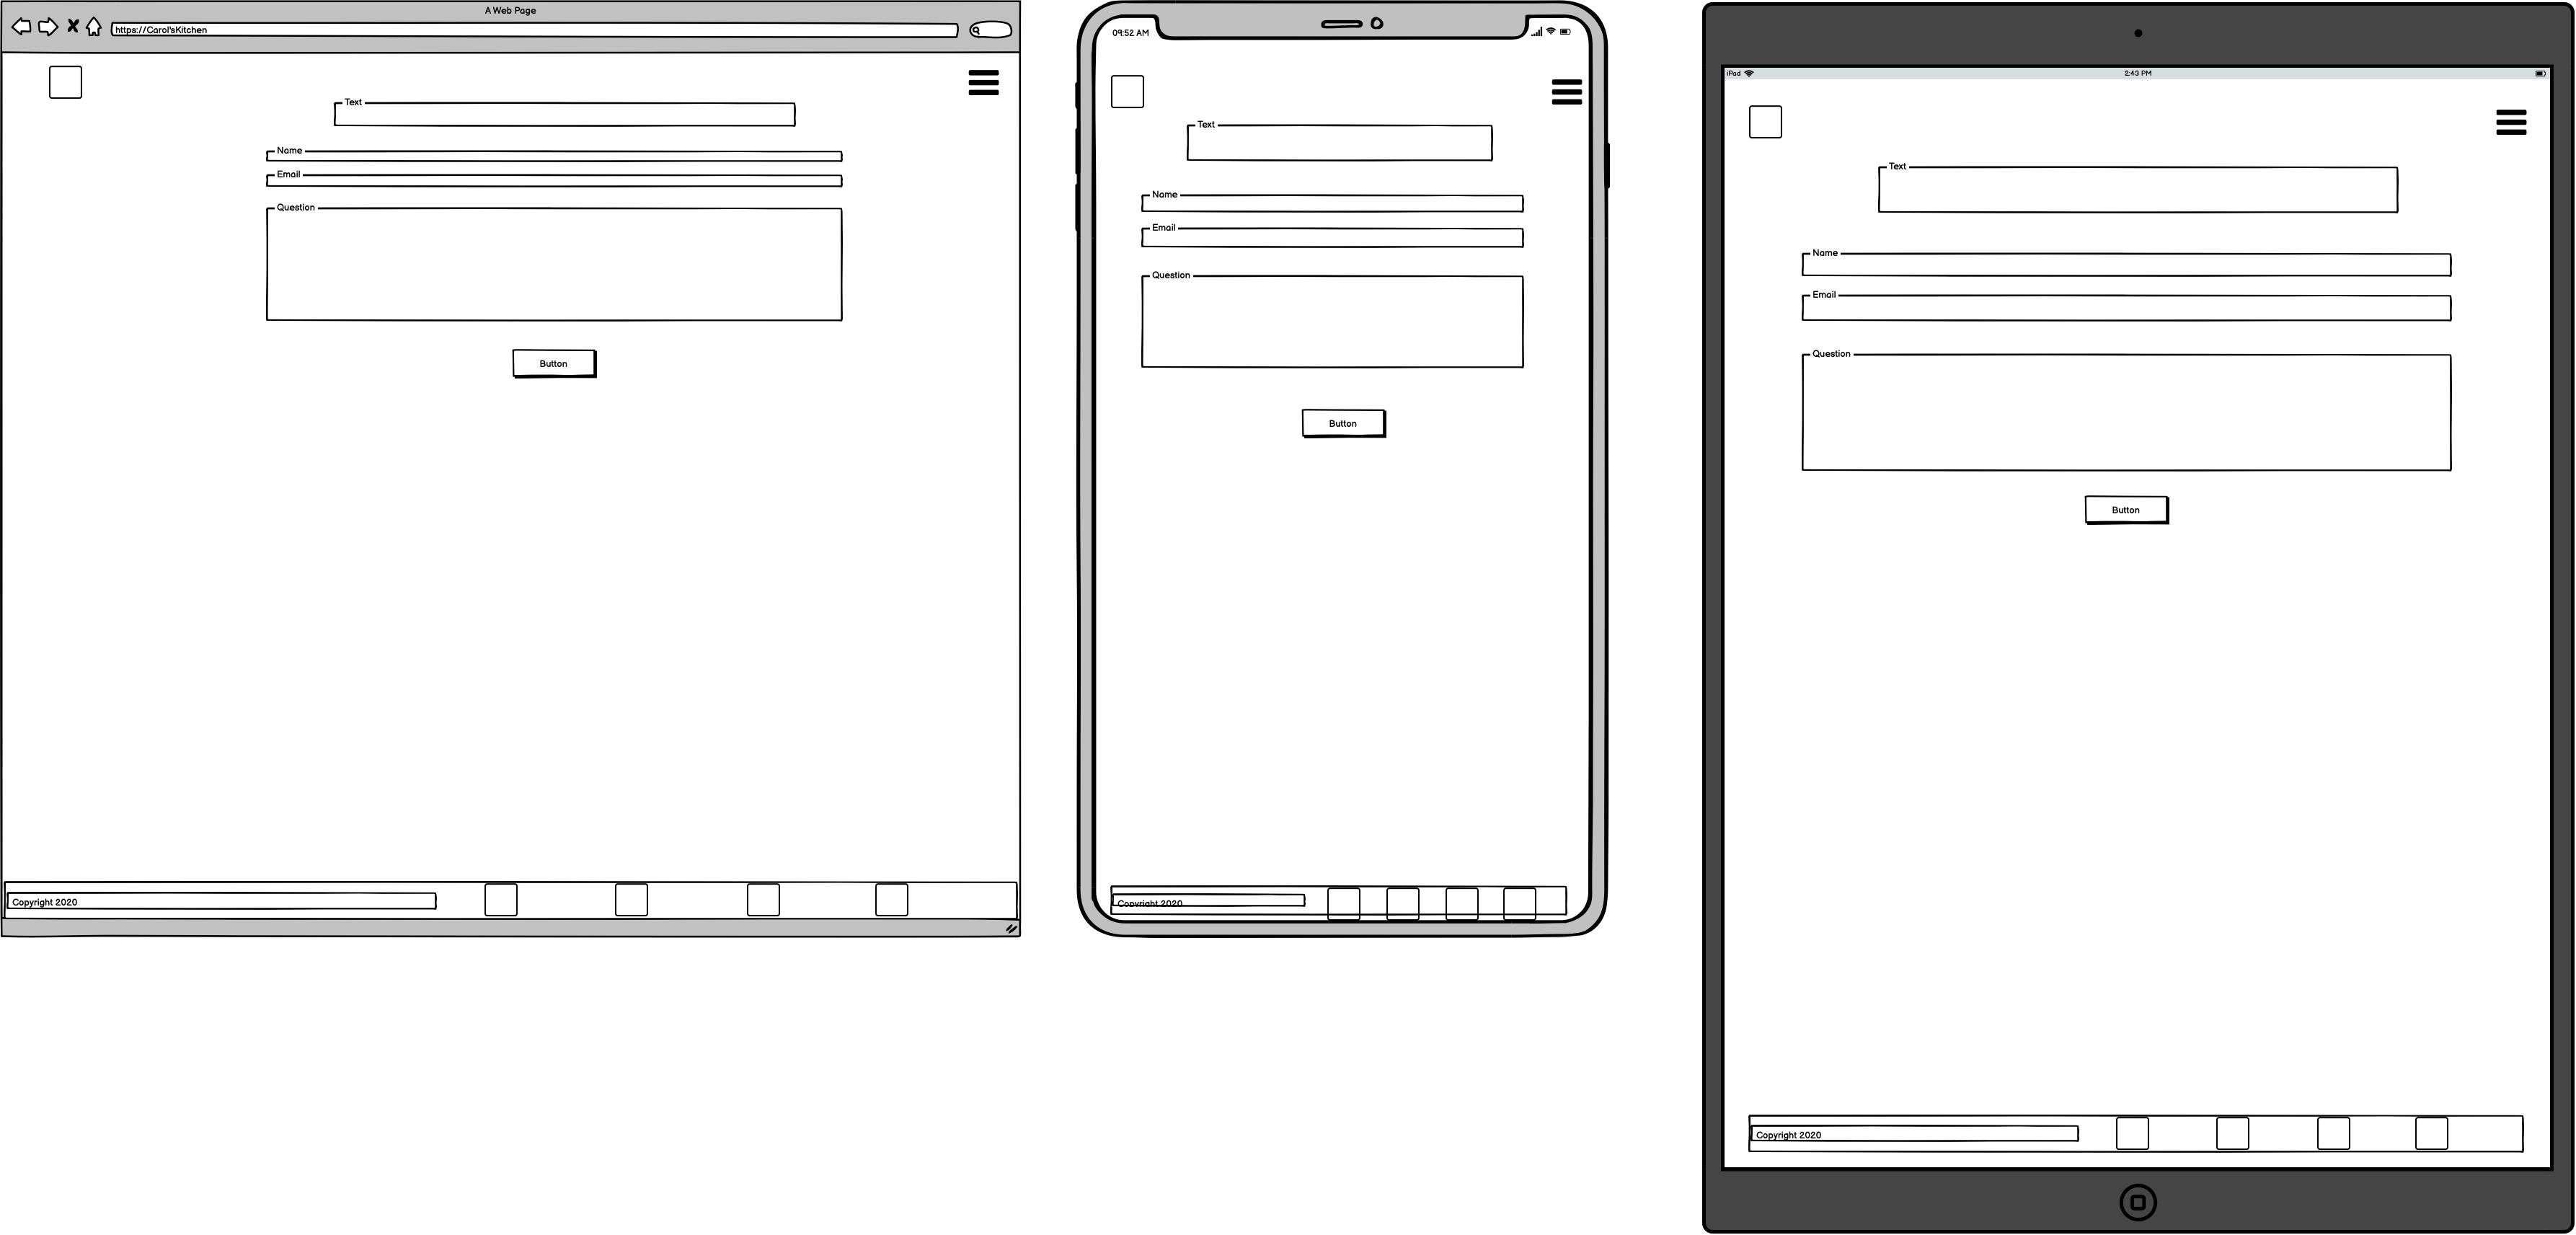 A Web Page
https://Carol'sKitchen
Text
Name
Email
Question
Button
Copyright 2020
09:52 AM
Text
Name
Email
Question
Button
Copyright 2020
iPad
2:43 PM
Text
Name
Email
Question
Button
Copyright 2020